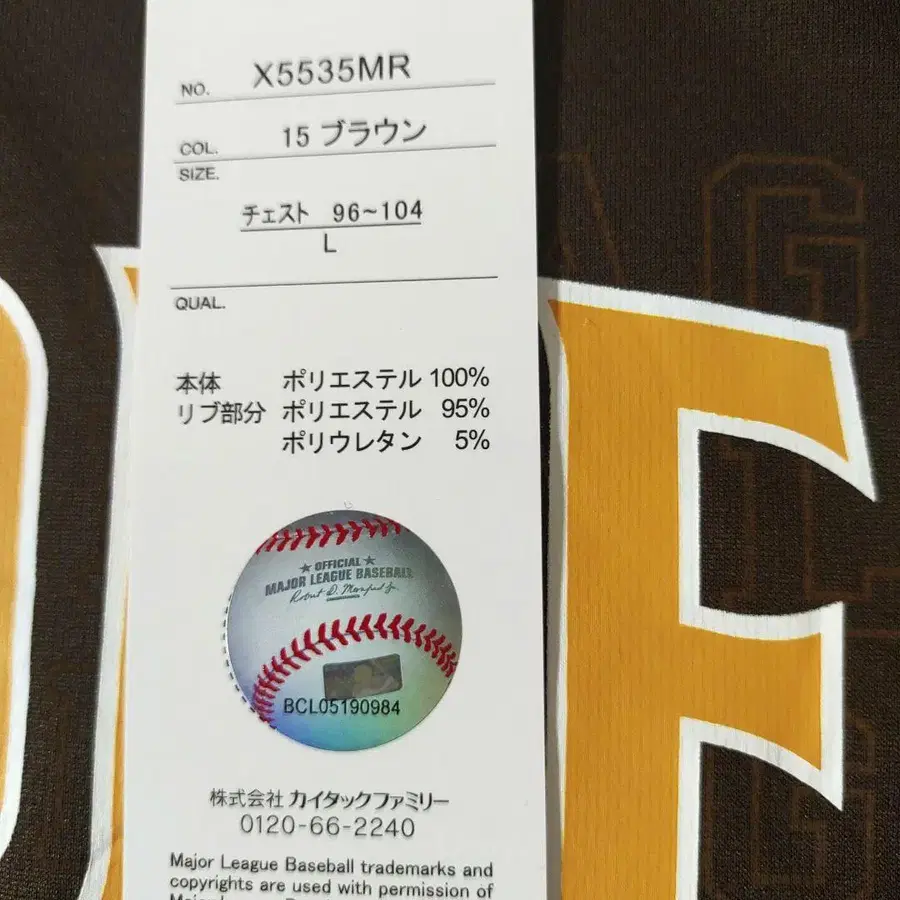 NO. X5535MR
COL. 15 ブラウン
SIZE.
チェスト 96~104
L
QUAL.
本体 ポリエステル 100%
リブ部分 ポリエステル 95%
ポリウレタン 5%
★ OFFICIAL ★
MAJOR LEAGUE BASEBALL
BCL05190984
株式会社 カイタックファミリー
0120-66-2240
Major League Baseball trademarks and
copyrights are used with permission of